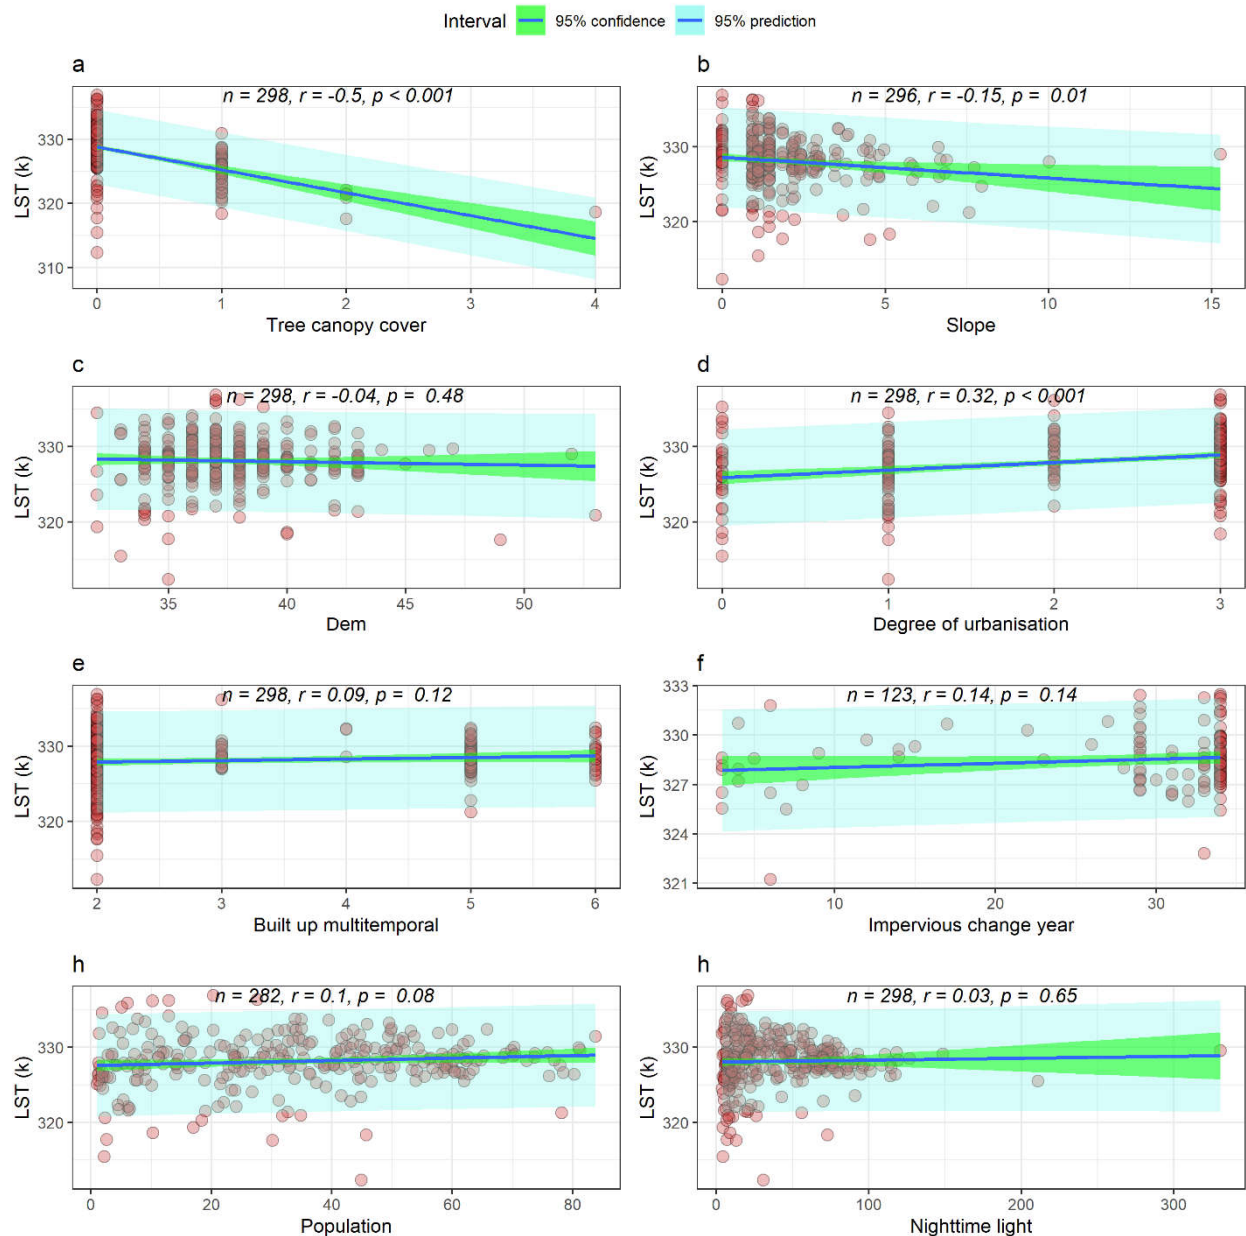 Interval 95% confidence 95% prediction
a
n = 298, r = -0.5, p < 0.001
LST (k)
330
320
310
0 1 2 3 4
Tree canopy cover
b
n = 296, r = -0.15, p = 0.01
LST (k)
330
320
0 5 10 15
Slope
c
n = 298, r = -0.04, p = 0.48
LST (k)
330
320
35 40 45 50
Dem
d
n = 298, r = 0.32, p < 0.001
LST (k)
330
320
0 1 2 3
Degree of urbanisation
e
n = 298, r = 0.09, p = 0.12
LST (k)
330
320
2 3 4 5 6
Built up multitemporal
f
n = 123, r = 0.14, p = 0.14
LST (k)
333
330
327
324
321
10 20 30
Impervious change year
h
n = 282, r = 0.1, p = 0.08
LST (k)
330
320
0 20 40 60 80
Population
h
n = 298, r = 0.03, p = 0.65
LST (k)
330
320
0 100 200 300
Nighttime light